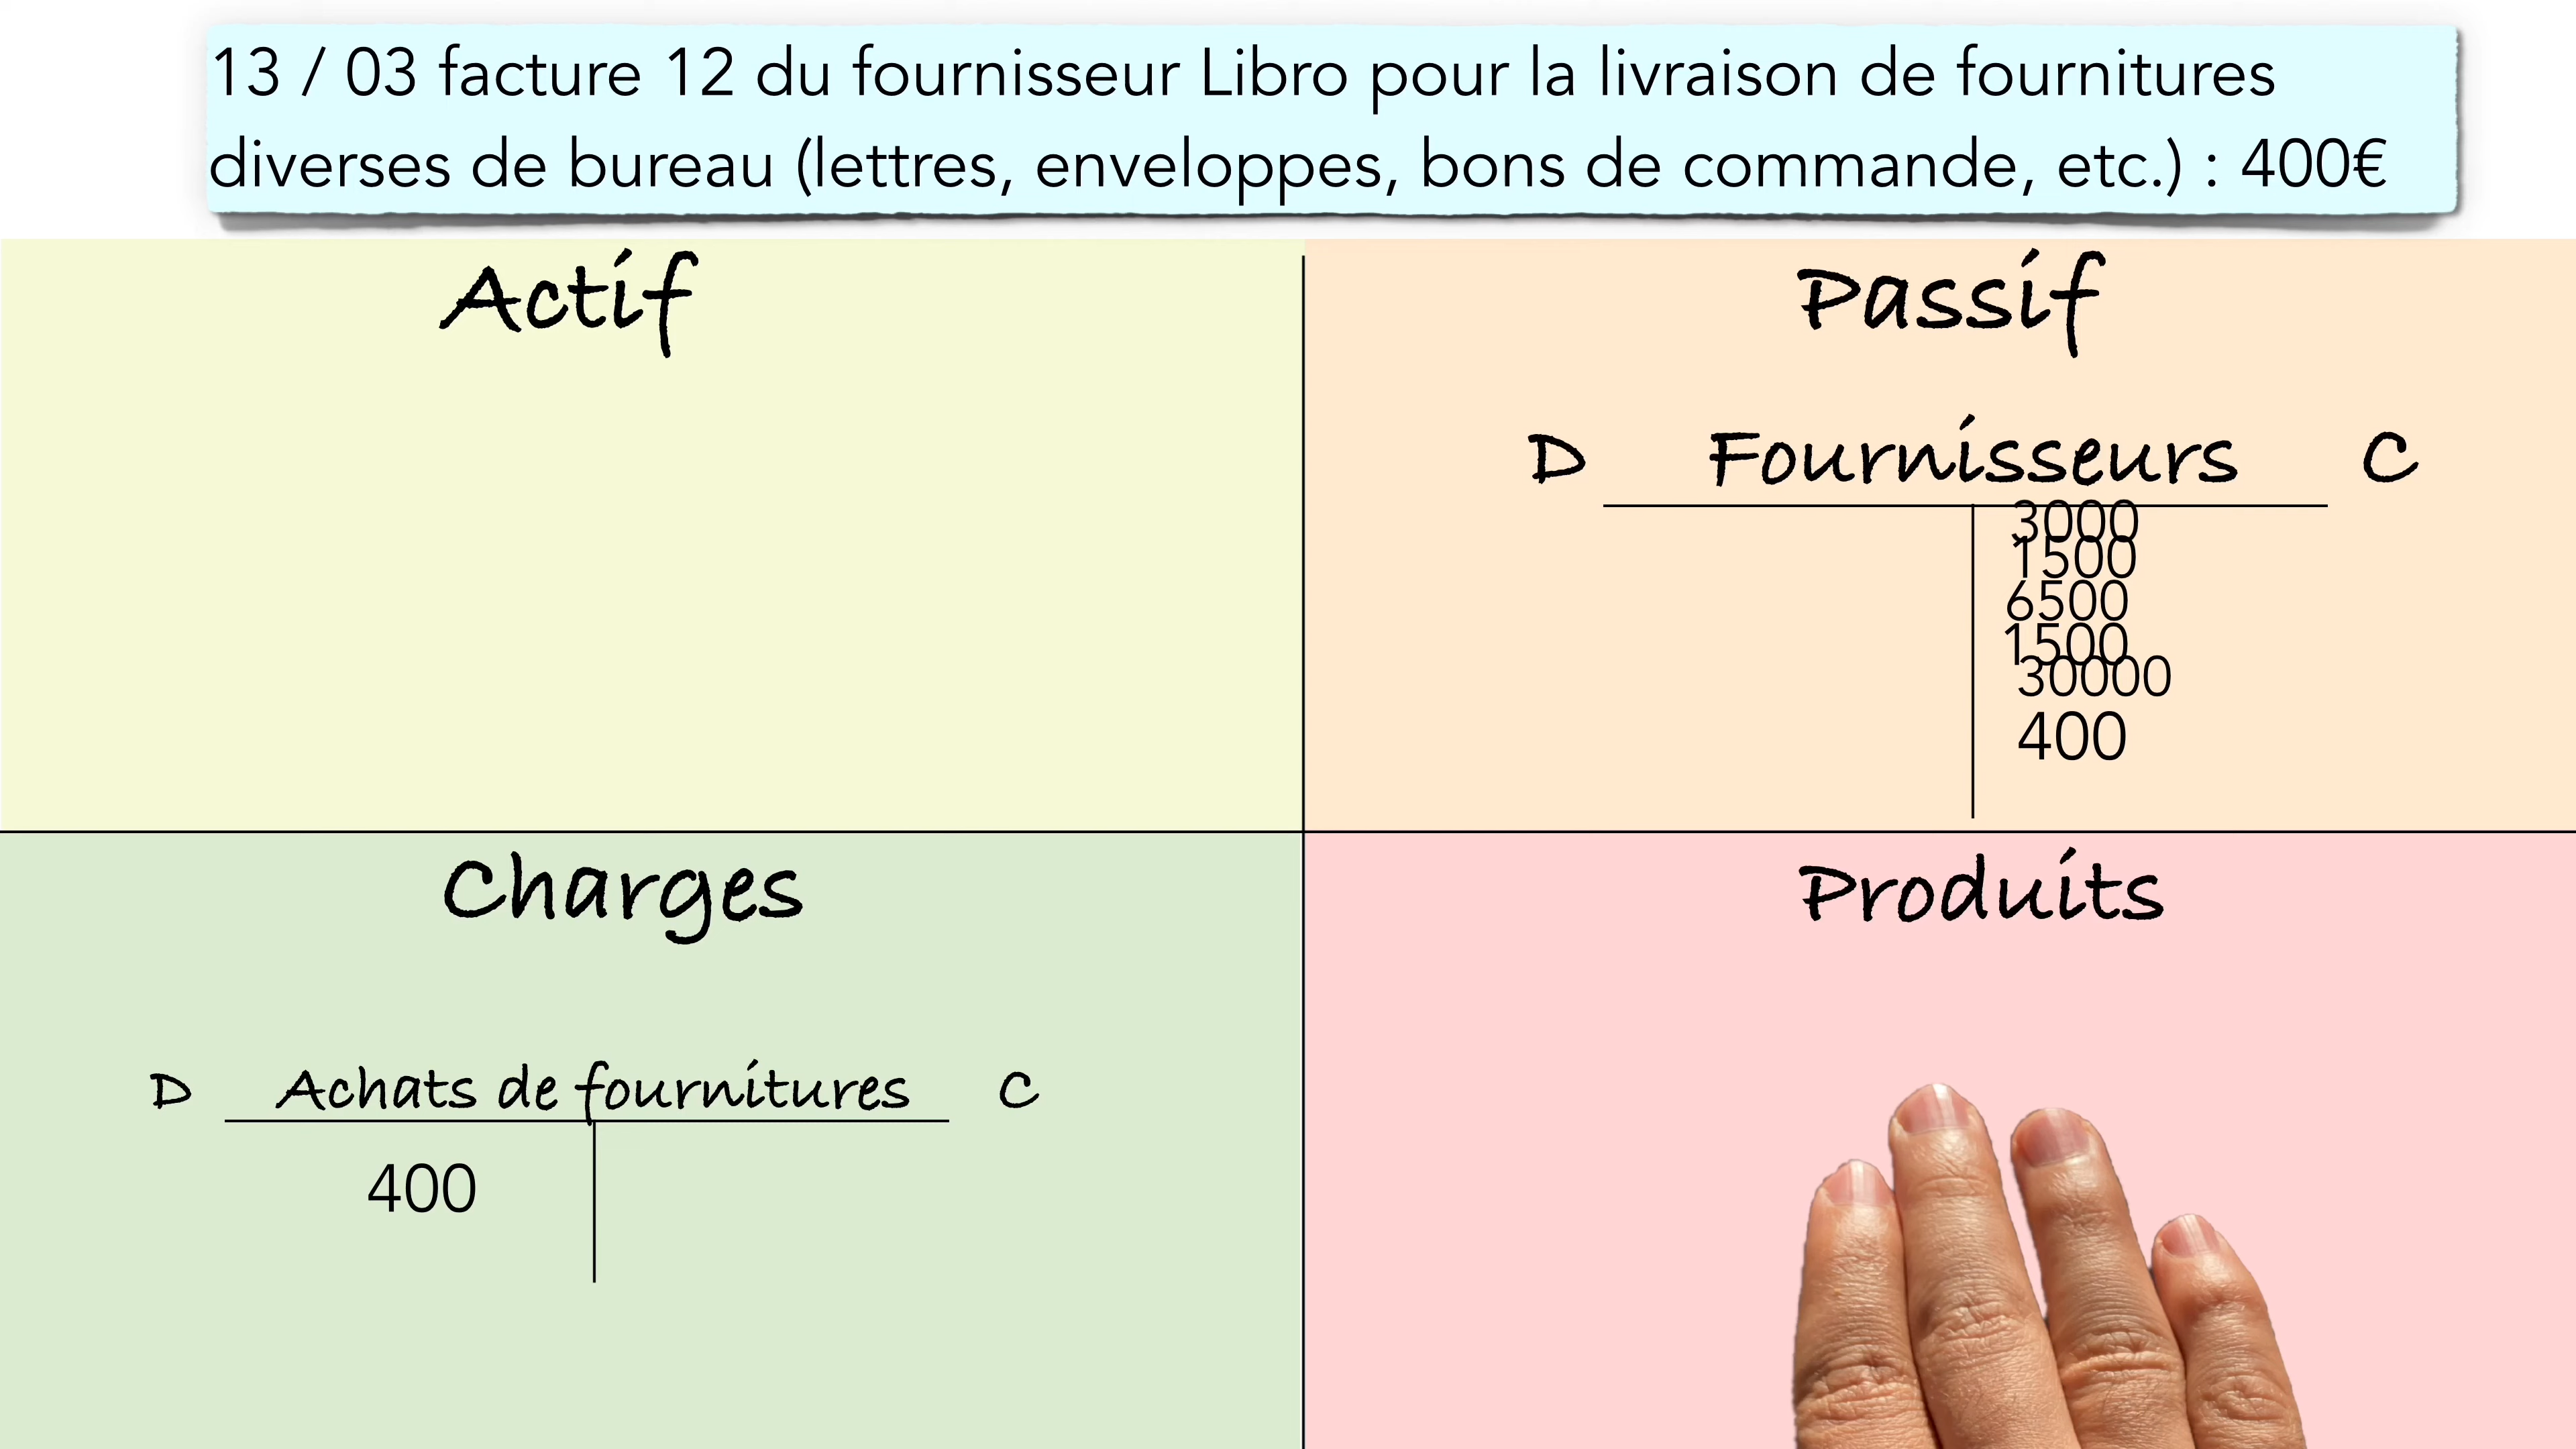 13 / 03 facture 12 du fournisseur Libro pour la livraison de fournitures
diverses de bureau (lettres, enveloppes, bons de commande, etc.) : 400€
Actif
Passif
D Fournisseurs C
3000
1500
6500
1500
30000
400
Charges
Produits
D Achats de fournitures C
400